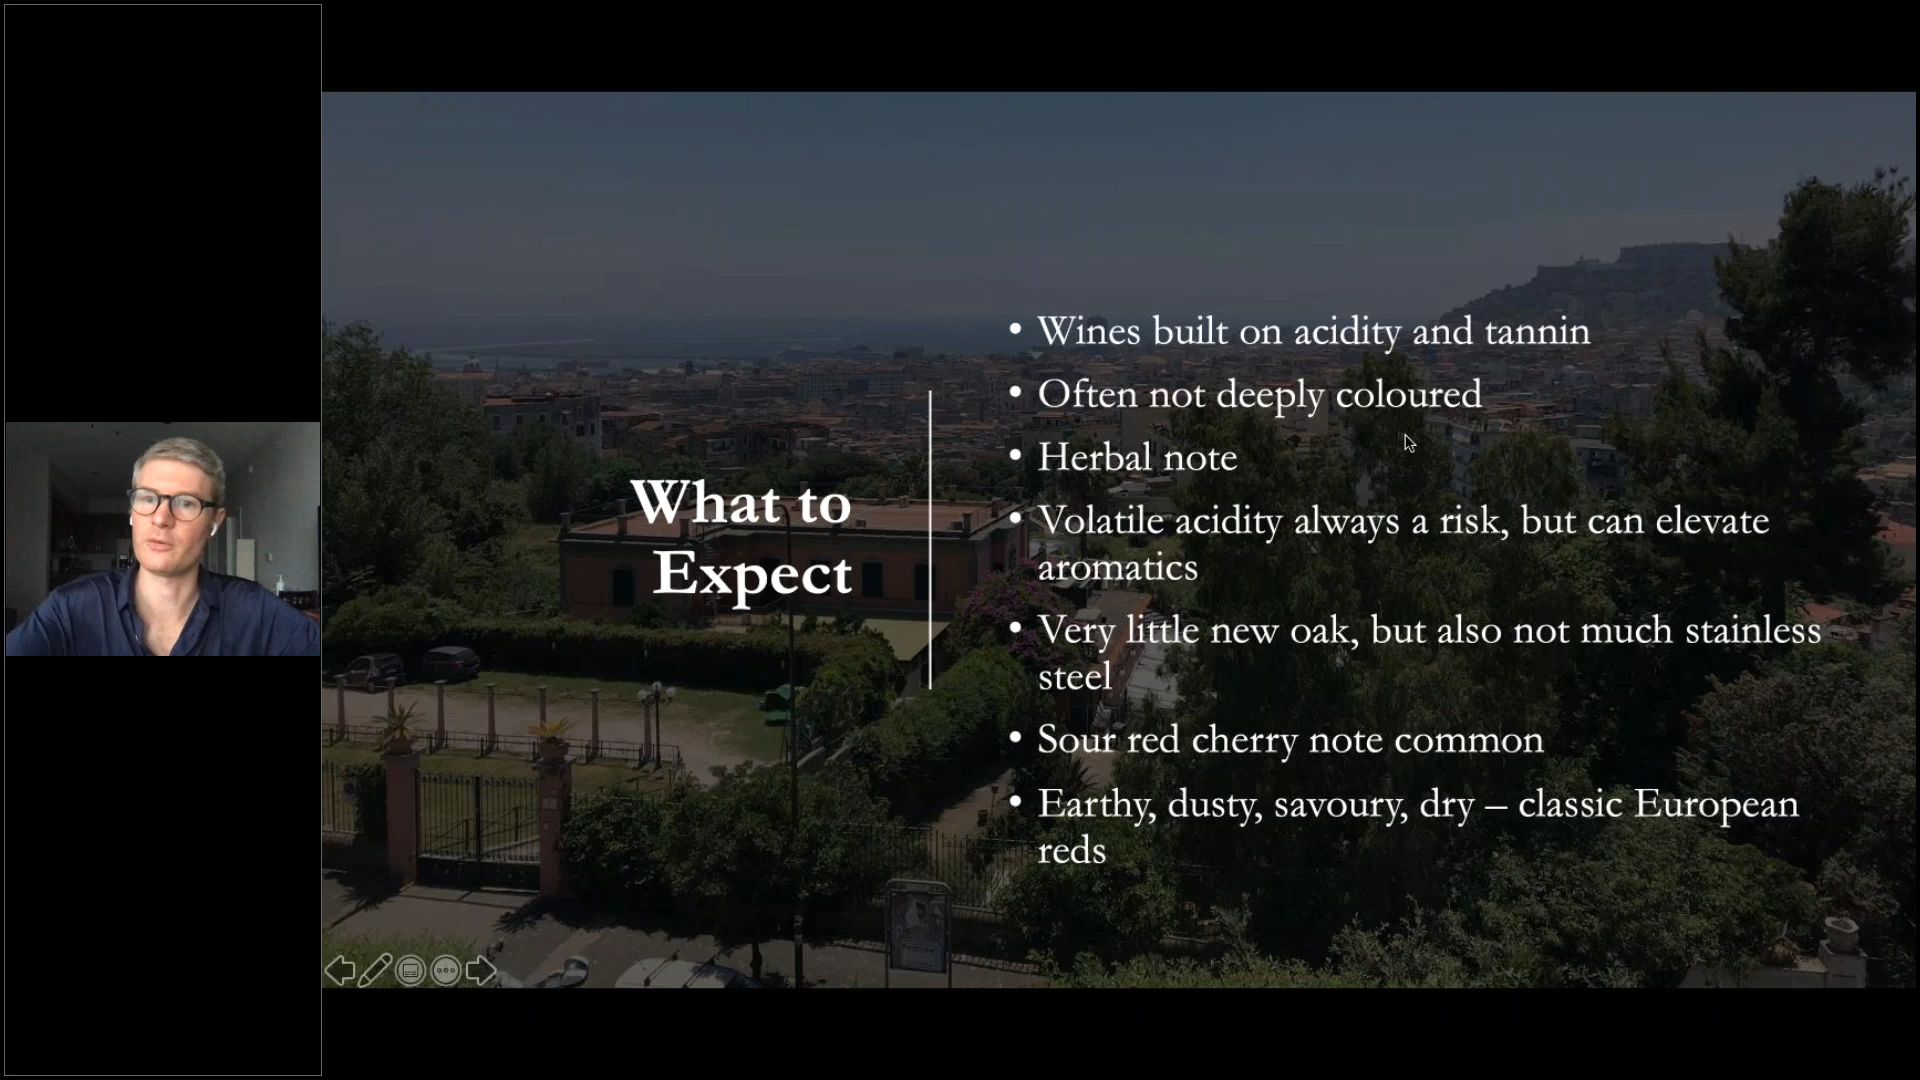 What to
Expect
• Wines built on acidity and tannin
• Often not deeply coloured
• Herbal note
• Volatile acidity always a risk, but can elevate
aromatics
• Very little new oak, but also not much stainless
steel
• Sour red cherry note common
• Earthy, dusty, savoury, dry – classic European
reds